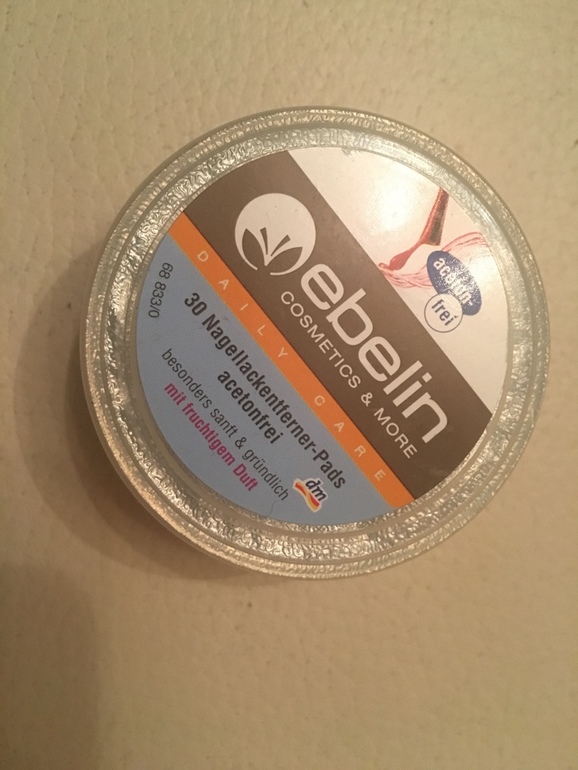 aceton-
frei
ebelin
COSMETICS & MORE
DAILY CARE
30 Nagellackentferner-Pads
acetonfrei
besonders sanft & gründlich
mit fruchtigem Duft
dm
68 833/0